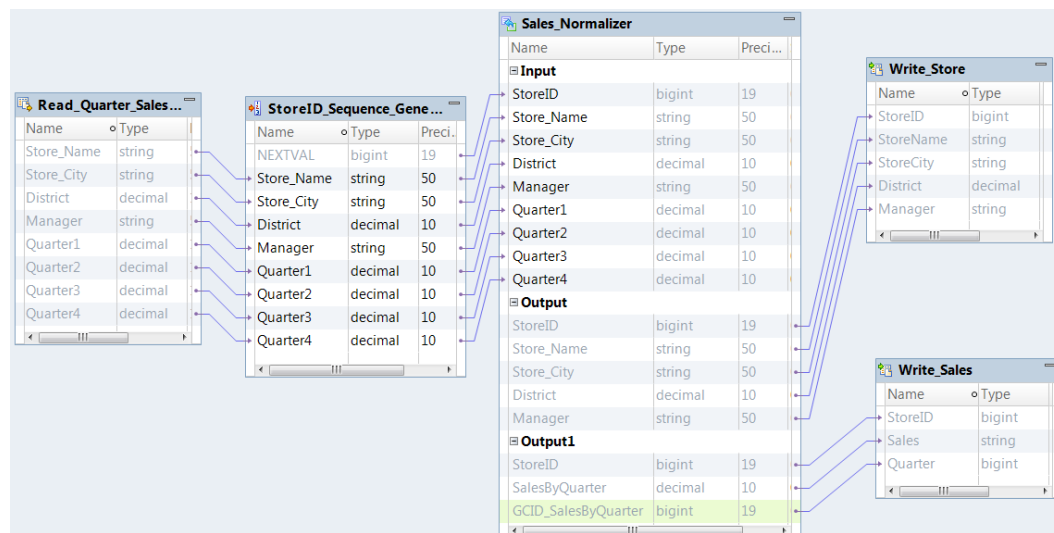 Read_Quarter_Sales...
Name Type
Store_Name string
Store_City string
District decimal
Manager string
Quarter1 decimal
Quarter2 decimal
Quarter3 decimal
Quarter4 decimal
StoreID_Sequence_Gene...
Name Type Preci.
NEXTVAL bigint 19
Store_Name string 50
Store_City string 50
District decimal 10
Manager string 50
Quarter1 decimal 10
Quarter2 decimal 10
Quarter3 decimal 10
Quarter4 decimal 10
Sales_Normalizer
Name Type Preci...
Input
StoreID bigint 19
Store_Name string 50
Store_City string 50
District decimal 10
Manager string 50
Quarter1 decimal 10
Quarter2 decimal 10
Quarter3 decimal 10
Quarter4 decimal 10
Output
StoreID bigint 19
Store_Name string 50
Store_City string 50
District decimal 10
Manager string 50
Output1
StoreID bigint 19
SalesByQuarter decimal 10
GCID_SalesByQuarter bigint 19
Write_Store
Name Type
StoreID bigint
StoreName string
StoreCity string
District decimal
Manager string
Write_Sales
Name Type
StoreID bigint
Sales string
Quarter bigint